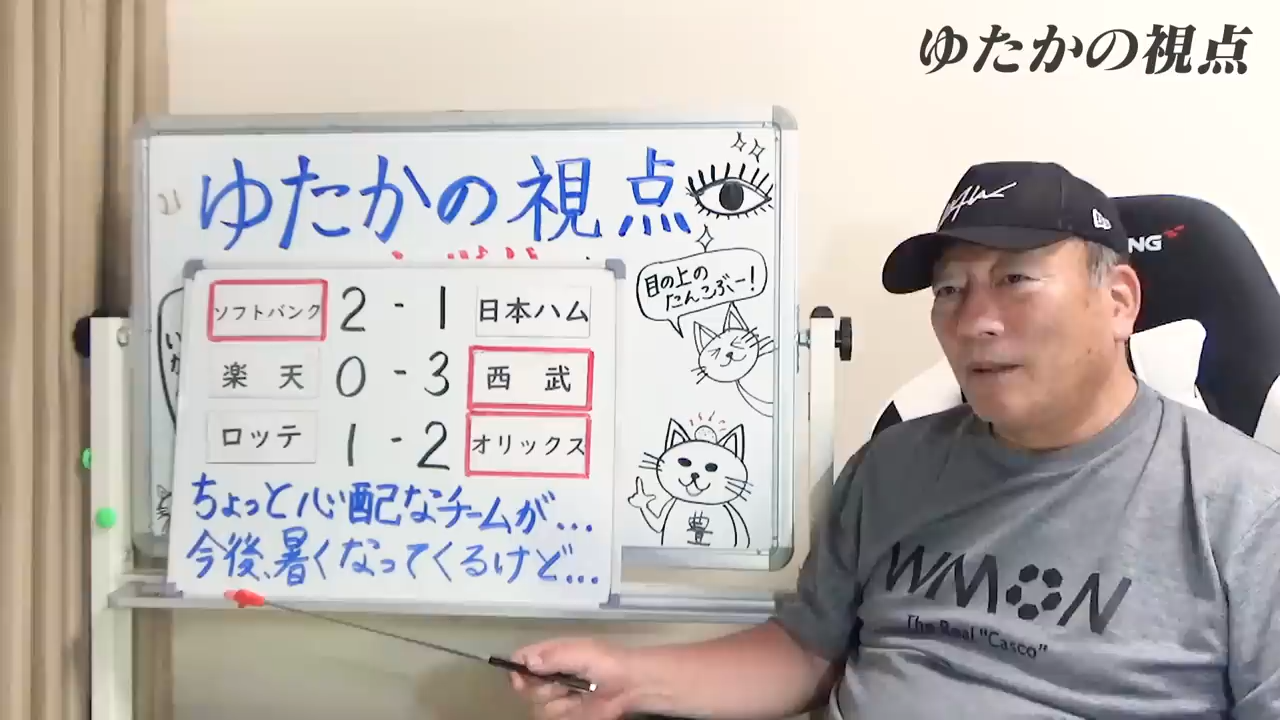 ゆたかの視点
ゆたかの視点
目の上の
たんこぶー!
ソフトバンク 2 - 1 日本ハム
楽 天 0 - 3 西 武
ロッテ 1 - 2 オリックス
ちょっと心配なチームが...
今後、暑くなってくるけど...
豊
NG
WMON
The Real "Casco"